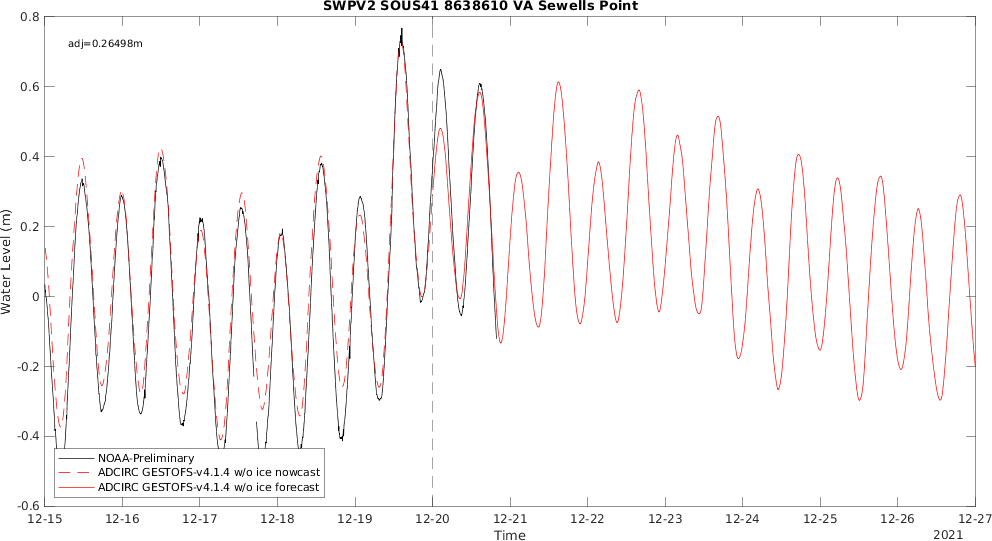 SWPV2 SOUS41 8638610 VA Sewells Point
adj=0.26498m
0.8
0.6
0.4
0.2
0
-0.2
-0.4
-0.6
Water Level (m)
NOAA-Preliminary
ADCIRC GESTOFS-v4.1.4 w/o ice nowcast
ADCIRC GESTOFS-v4.1.4 w/o ice forecast
12-15 12-16 12-17 12-18 12-19 12-20 12-21 12-22 12-23 12-24 12-25 12-26 12-27
Time
2021